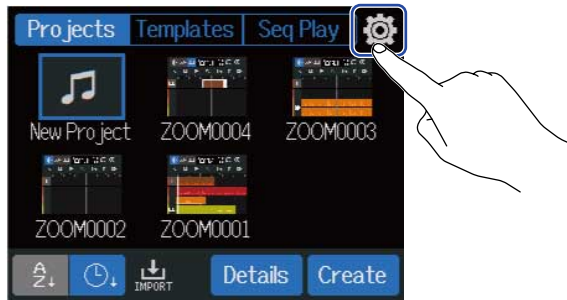 Projects Templates Seq Play
New Project ZOOM0004 ZOOM0003
ZOOM0002 ZOOM0001
A
Z
IMPORT Details Create